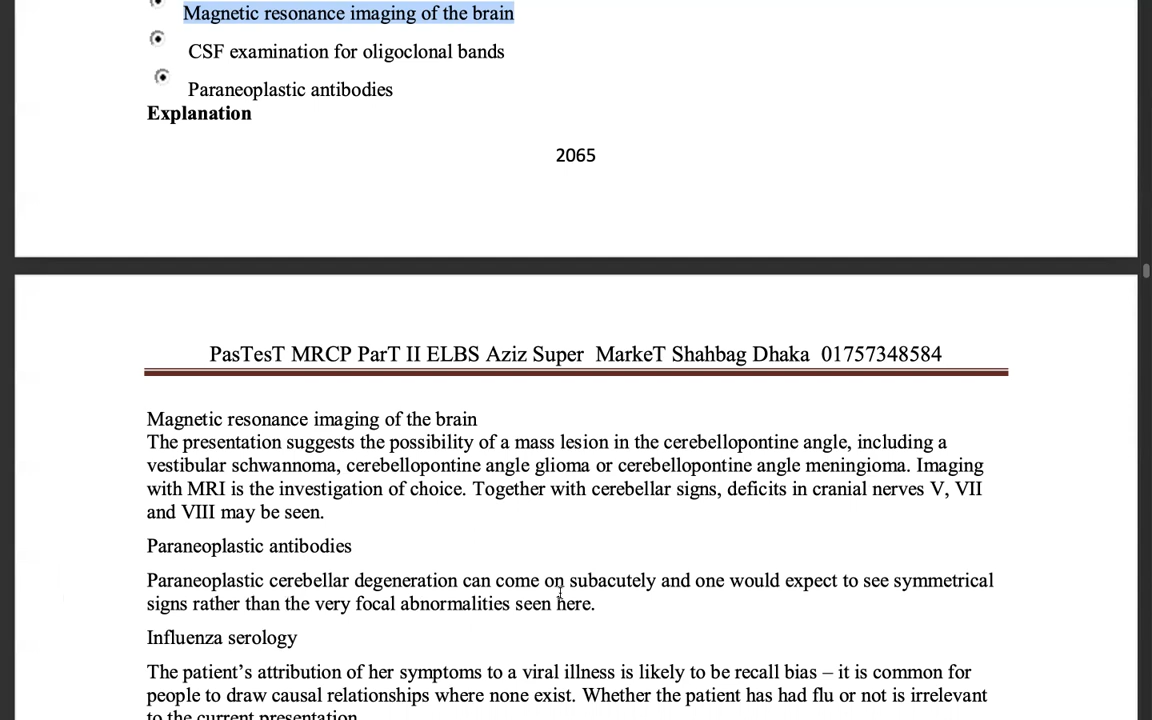 Magnetic resonance imaging of the brain
CSF examination for oligoclonal bands
Paraneoplastic antibodies
Explanation
2065
PasTesT MRCP ParT II ELBS Aziz Super MarkeT Shahbag Dhaka 01757348584
Magnetic resonance imaging of the brain
The presentation suggests the possibility of a mass lesion in the cerebellopontine angle, including a
vestibular schwannoma, cerebellopontine angle glioma or cerebellopontine angle meningioma. Imaging
with MRI is the investigation of choice. Together with cerebellar signs, deficits in cranial nerves V, VII
and VIII may be seen.
Paraneoplastic antibodies
Paraneoplastic cerebellar degeneration can come on subacutely and one would expect to see symmetrical
signs rather than the very focal abnormalities seen here.
Influenza serology
The patient’s attribution of her symptoms to a viral illness is likely to be recall bias – it is common for
people to draw causal relationships where none exist. Whether the patient has had flu or not is irrelevant
to the current presentation.